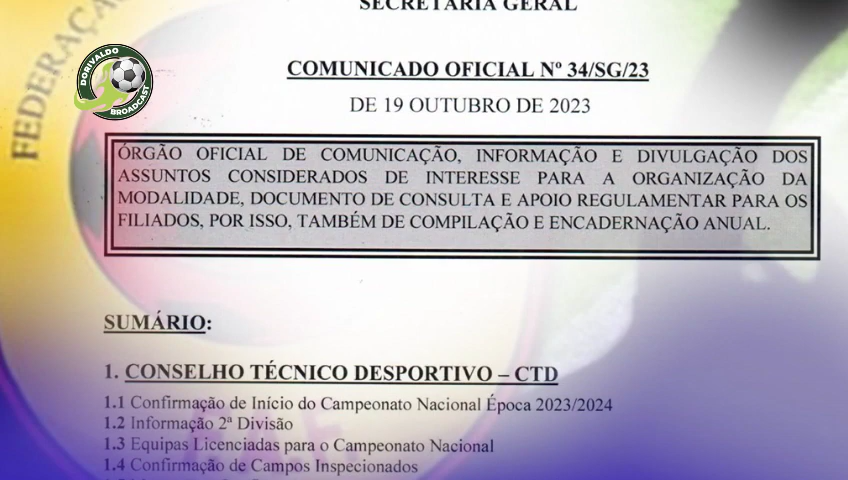 SECRETARIA GERAL
FEDERAÇÃ
DORIVALDO
BROADCAST
COMUNICADO OFICIAL Nº 34/SG/23
DE 19 OUTUBRO DE 2023
ÓRGÃO OFICIAL DE COMUNICAÇÃO, INFORMAÇÃO E DIVULGAÇÃO DOS
ASSUNTOS CONSIDERADOS DE INTERESSE PARA A ORGANIZAÇÃO DA
MODALIDADE, DOCUMENTO DE CONSULTA E APOIO REGULAMENTAR PARA OS
FILIADOS, POR ISSO, TAMBÉM DE COMPILAÇÃO E ENCADERNAÇÃO ANUAL.
SUMÁRIO:
1. CONSELHO TÉCNICO DESPORTIVO – CTD
1.1 Confirmação de Início do Campeonato Nacional Época 2023/2024
1.2 Informação 2ª Divisão
1.3 Equipas Licenciadas para o Campeonato Nacional
1.4 Confirmação de Campos Inspecionados